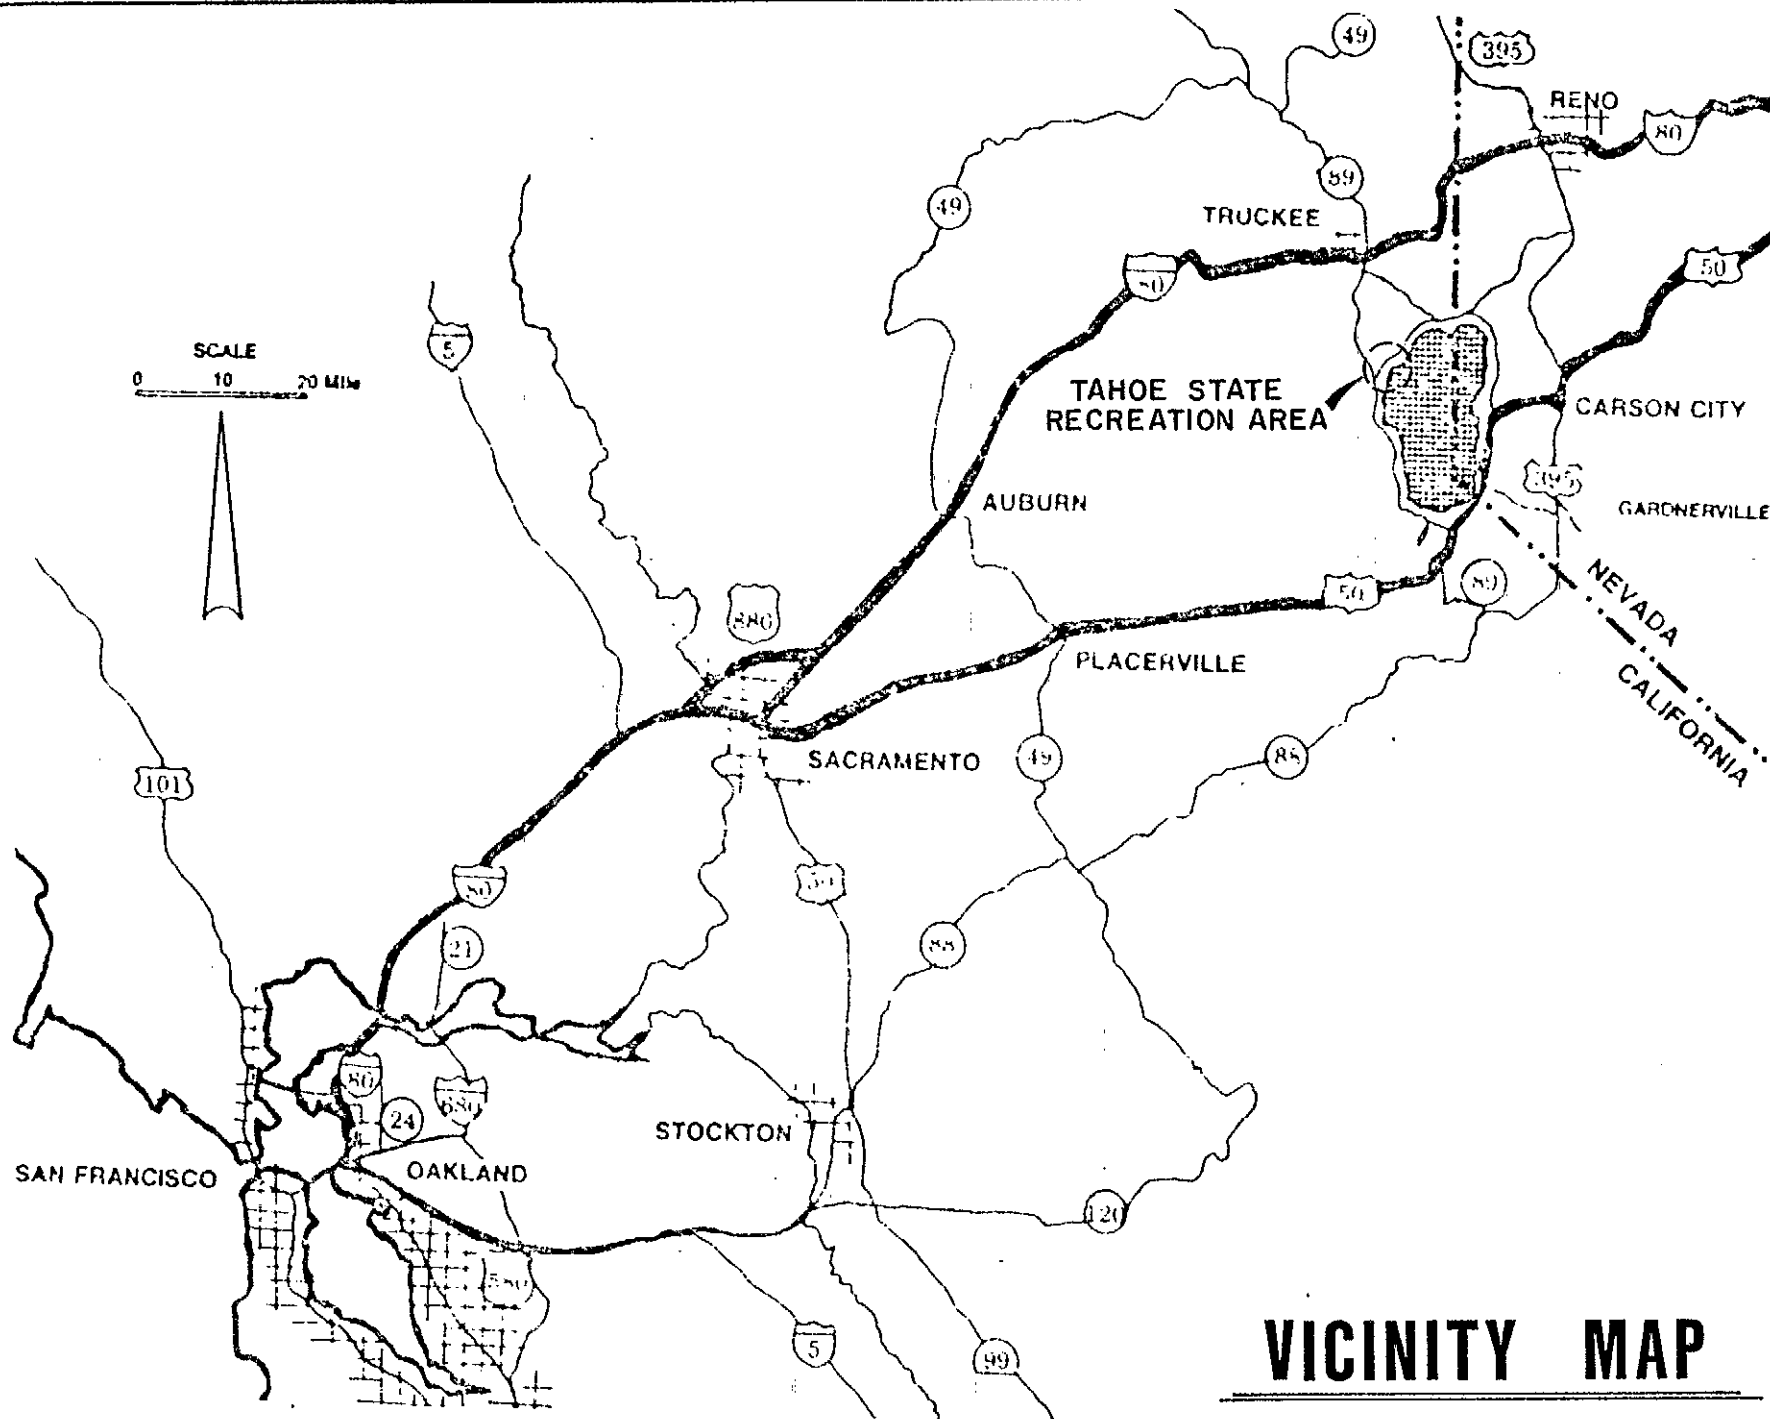 49
395
RENO
80
89
49
TRUCKEE
50
80
5
SCALE
0 10 20 Mile
TAHOE STATE
RECREATION AREA
CARSON CITY
395
AUBURN
GARDNERVILLE
880
50
89
NEVADA
PLACERVILLE
CALIFORNIA
SACRAMENTO
49
88
101
80
21
88
80
680
24
STOCKTON
SAN FRANCISCO
OAKLAND
120
580
5
99
VICINITY MAP